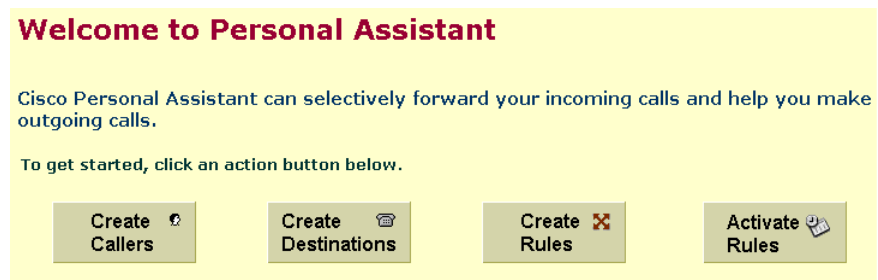 Welcome to Personal Assistant
Cisco Personal Assistant can selectively forward your incoming calls and help you make
outgoing calls.
To get started, click an action button below.
Create Callers
Create Destinations
Create Rules
Activate Rules